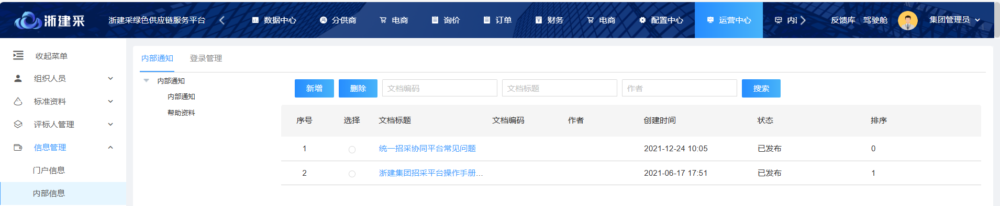 浙建采 浙建采绿色供应链服务平台 数据中心 分供商 电商 询价 订单 财务 电商 配置中心 运营中心 反馈库 驾驶舱 集团管理员
收起菜单
组织人员
标准资料
评标人管理
信息管理
门户信息
内部信息
内部通知 登录管理
内部通知
内部通知
帮助资料
新增 删除 文档编码 文档标题 作者 搜索
序号 选择 文档标题 文档编码 作者 创建时间 状态 排序
1 统一招采协同平台常见问题 2021-12-24 10:05 已发布 0
2 浙建集团招采平台操作手册... 2021-06-17 17:51 已发布 1